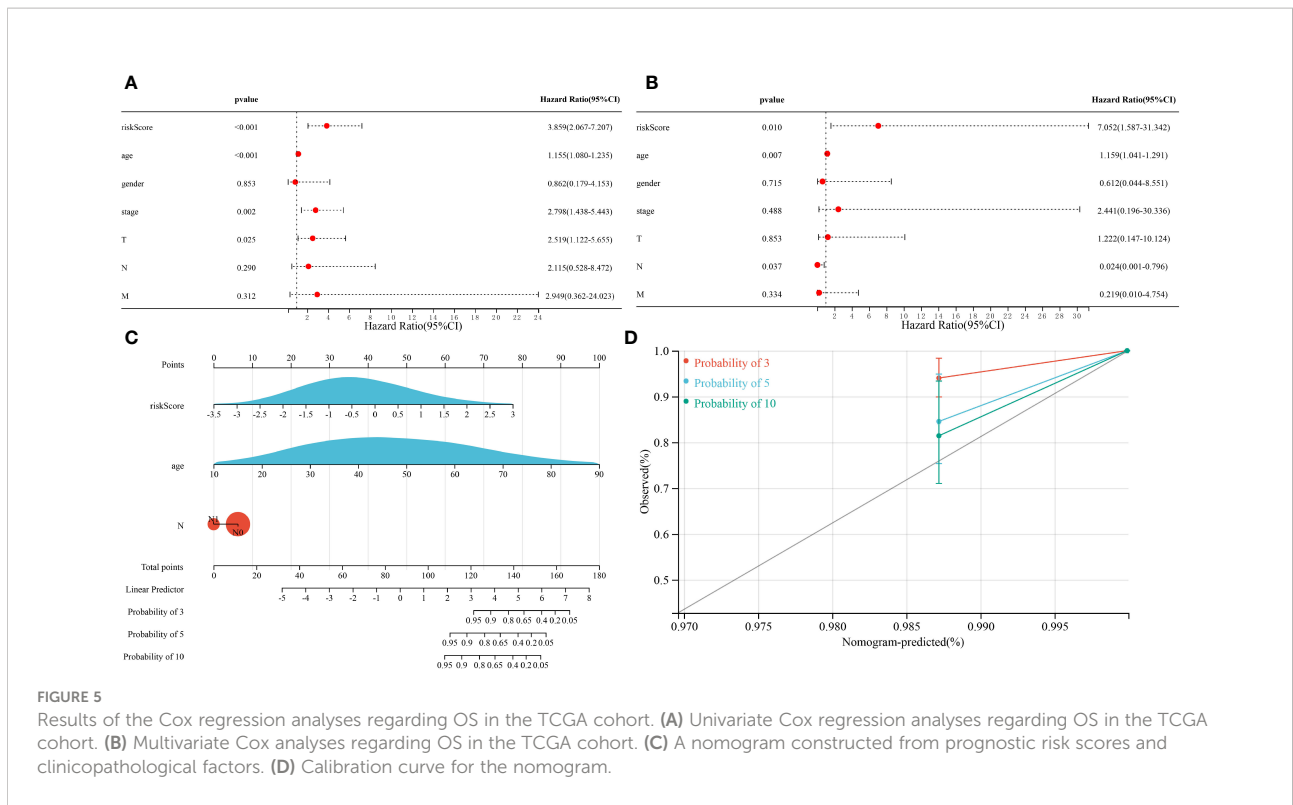 A
pvalue Hazard Ratio(95%CI)
riskScore <0.001 3.859(2.067-7.207)
age <0.001 1.155(1.080-1.235)
gender 0.853 0.862(0.179-4.153)
stage 0.002 2.798(1.438-5.443)
T 0.025 2.519(1.122-5.655)
N 0.290 2.115(0.528-8.472)
M 0.312 2.949(0.362-24.023)
2 4 6 8 10 12 14 16 18 20 22 24
Hazard Ratio(95%CI)
B
pvalue Hazard Ratio(95%CI)
riskScore 0.010 7.052(1.587-31.342)
age 0.007 1.159(1.041-1.291)
gender 0.715 0.612(0.044-8.551)
stage 0.488 2.441(0.196-30.336)
T 0.853 1.222(0.147-10.124)
N 0.037 0.024(0.001-0.796)
M 0.334 0.219(0.010-4.754)
2 4 6 8 10 12 14 16 18 20 22 24 26 28 30
Hazard Ratio(95%CI)
C
Points 0 10 20 30 40 50 60 70 80 90 100
riskScore
-3.5 -3 -2.5 -2 -1.5 -1 -0.5 0 0.5 1 1.5 2 2.5 3
age
10 20 30 40 50 60 70 80 90
N N1
N0
Total points
0 20 40 60 80 100 120 140 160 180
Linear Predictor
-5 -4 -3 -2 -1 0 1 2 3 4 5 6 7 8
Probability of 3
0.95 0.9 0.8 0.65 0.4 0.2 0.05
Probability of 5
0.95 0.9 0.8 0.65 0.4 0.2 0.05
Probability of 10
0.95 0.9 0.8 0.65 0.4 0.2 0.05
D
Probability of 3
Probability of 5
Probability of 10
Observed(%)
1.0
0.9
0.8
0.7
0.6
0.5
0.970 0.975 0.980 0.985 0.990 0.995
Nomogram-predicted(%)
FIGURE 5
Results of the Cox regression analyses regarding OS in the TCGA cohort. (A) Univariate Cox regression analyses regarding OS in the TCGA
cohort. (B) Multivariate Cox analyses regarding OS in the TCGA cohort. (C) A nomogram constructed from prognostic risk scores and
clinicopathological factors. (D) Calibration curve for the nomogram.